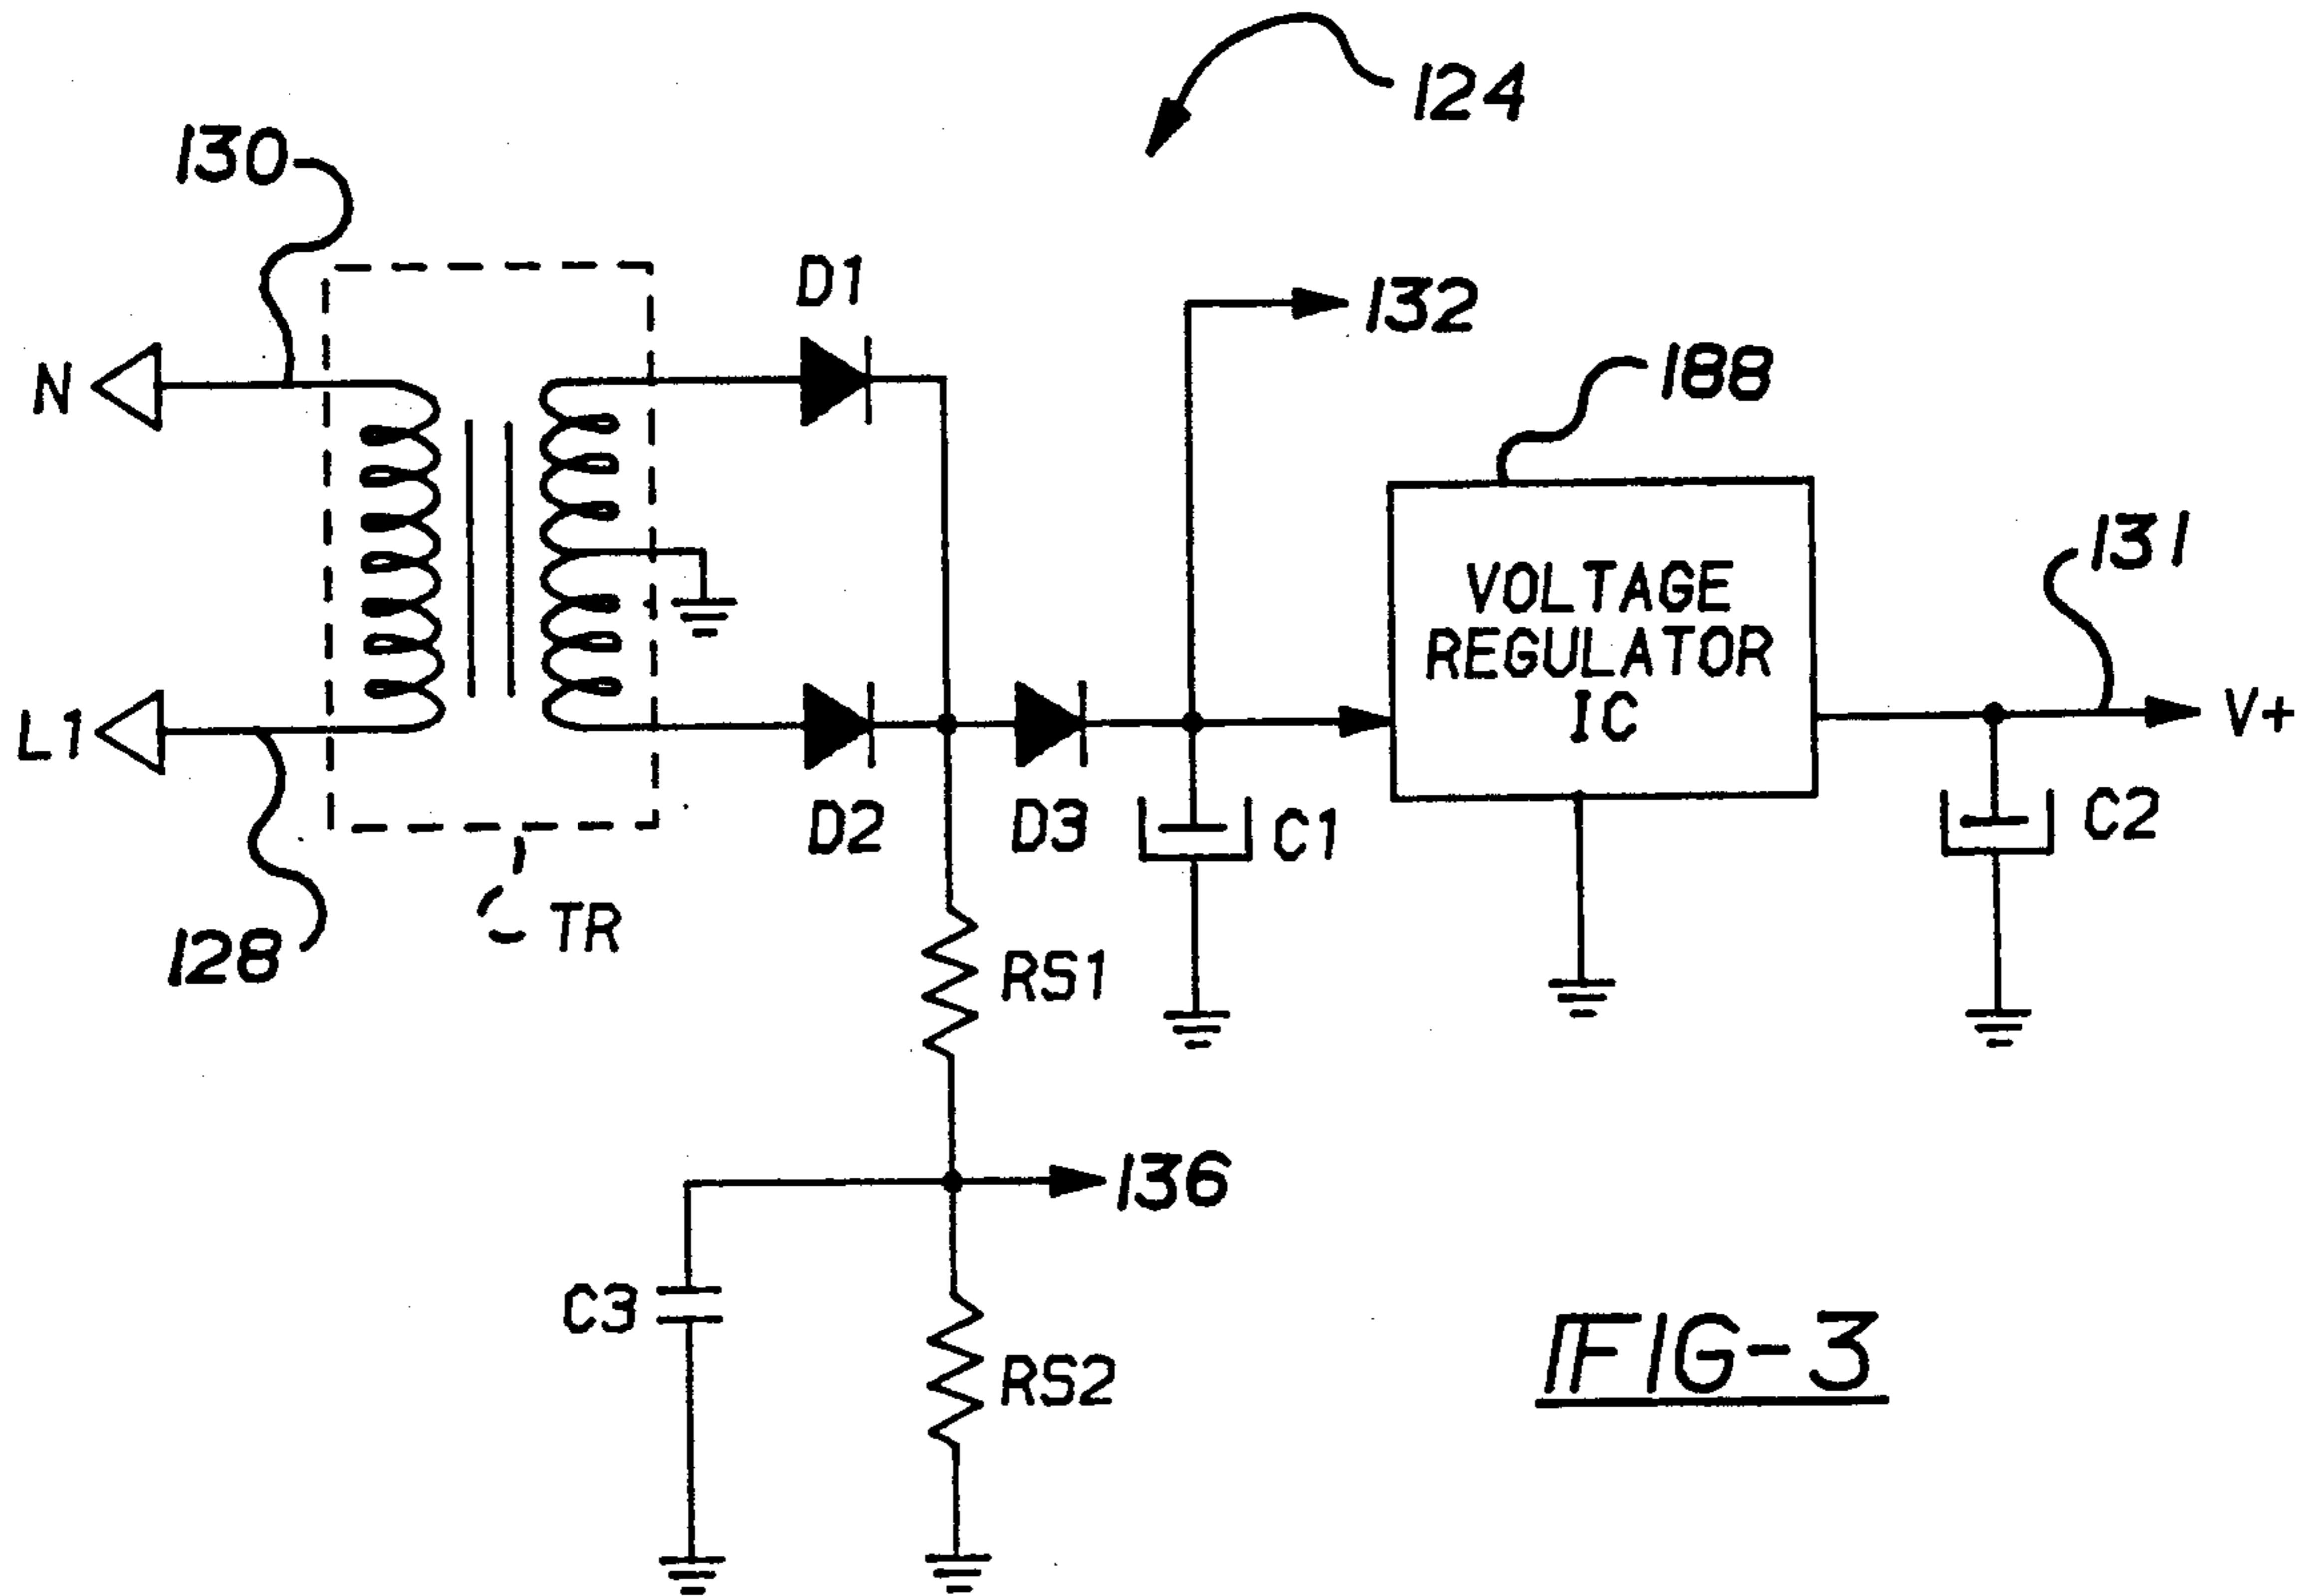 124
130
D1
132
N
188
131
VOLTAGE
REGULATOR
IC
L1
V+
D2
D3
C1
C2
TR
128
RS1
136
C3
RS2
FIG-3